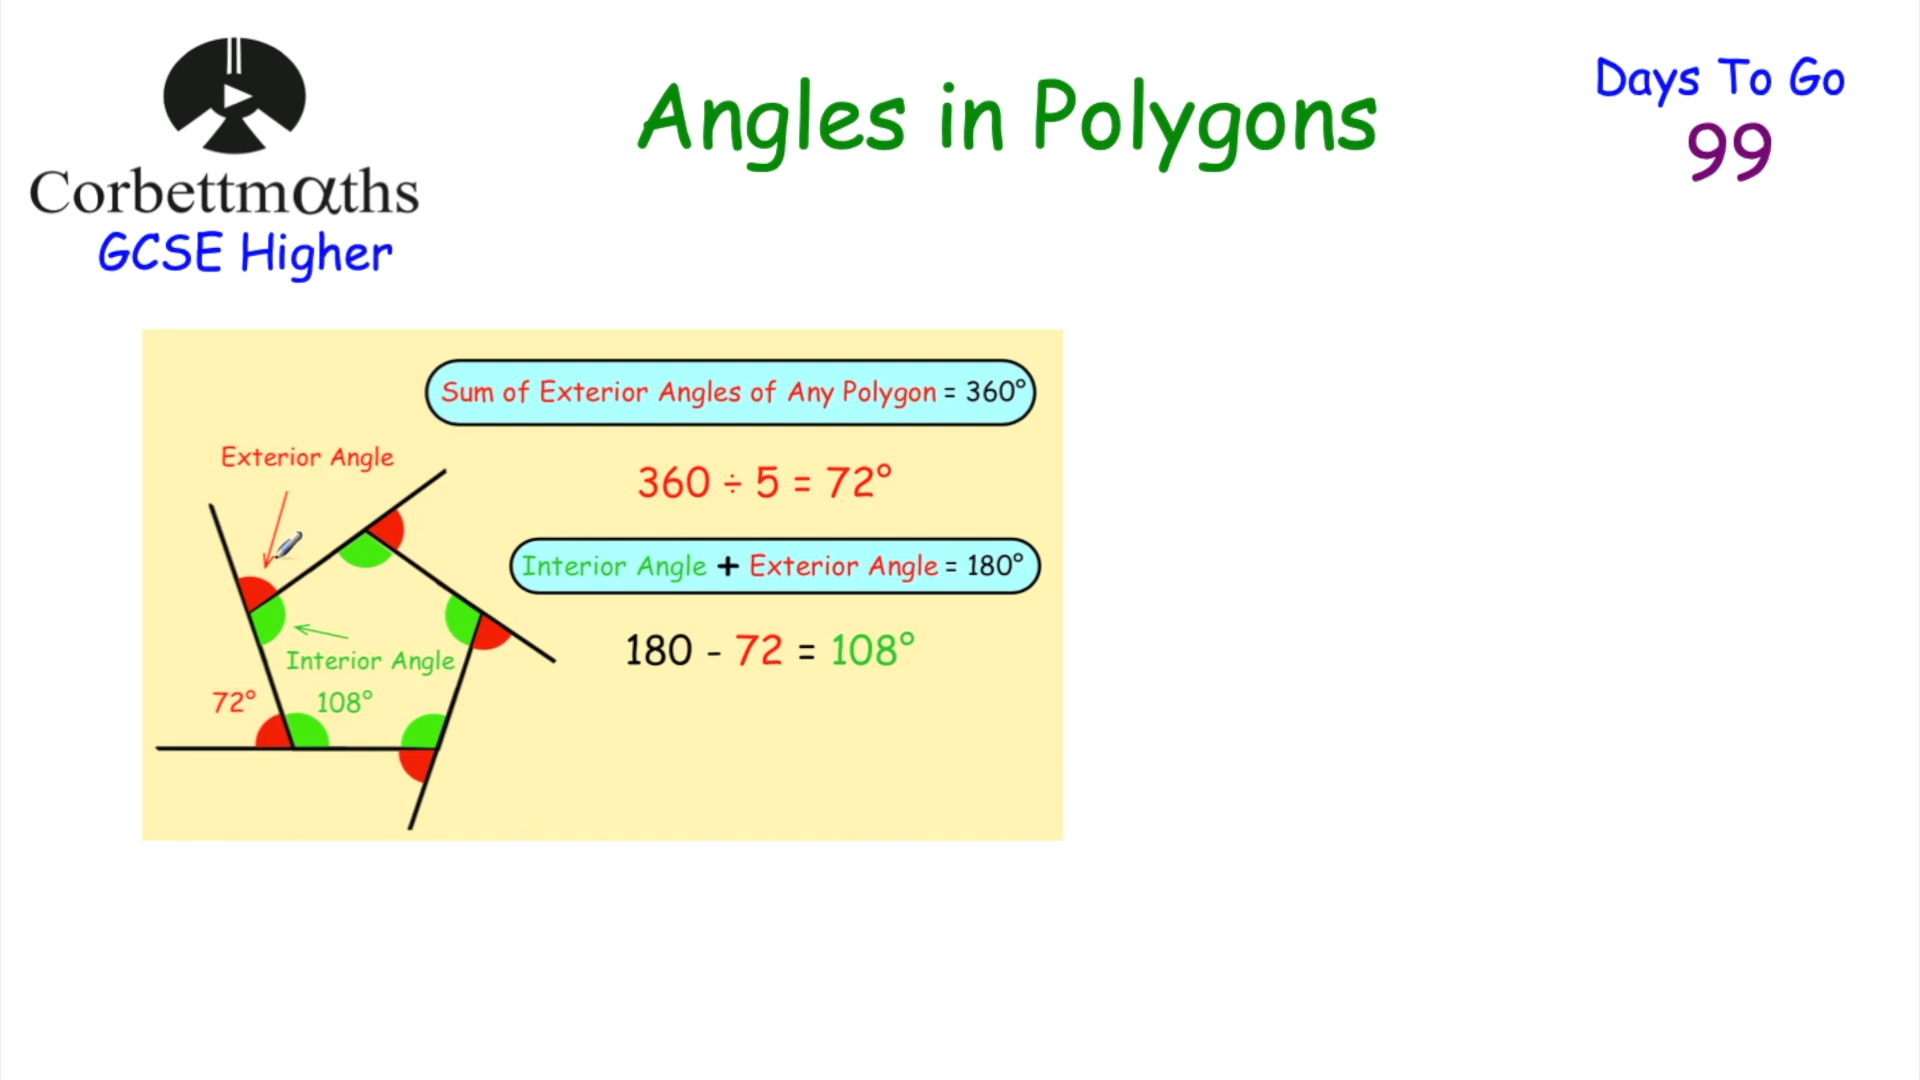 Corbettmαths
GCSE Higher
Angles in Polygons
Days To Go
99
Sum of Exterior Angles of Any Polygon = 360°
Exterior Angle
360 ÷ 5 = 72°
Interior Angle + Exterior Angle = 180°
180 - 72 = 108°
Interior Angle
72°
108°